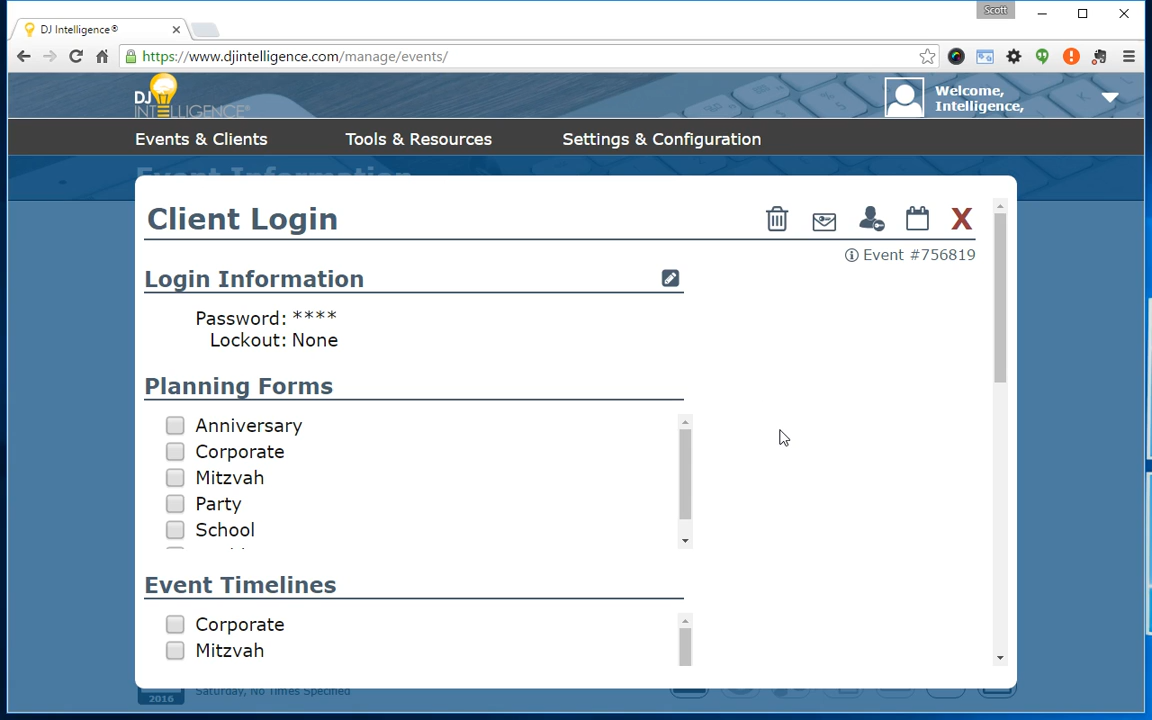 Scott
DJ Intelligence®
https://www.djintelligence.com/manage/events/
DJ
INTELLIGENCE®
Welcome,
Intelligence,
Events & Clients
Tools & Resources
Settings & Configuration
Event Information
Client Login
X
Event #756819
Login Information
Password: ****
Lockout: None
Planning Forms
Anniversary
Corporate
Mitzvah
Party
School
Event Timelines
Corporate
Mitzvah
2016
Saturday, No Times Specified